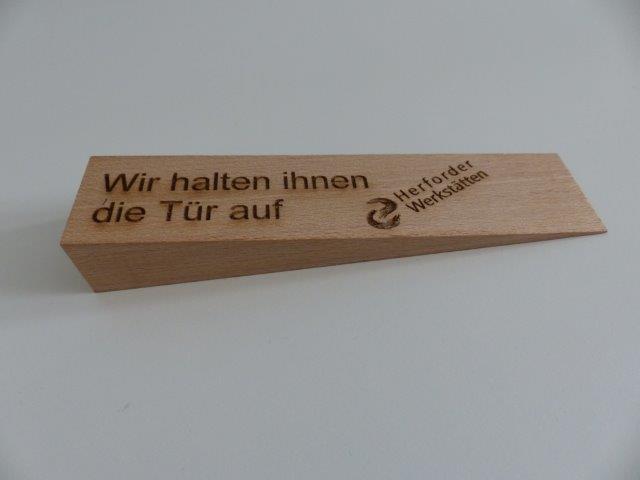 Wir halten ihnen
die Tür auf
Herforder
Werkstätten